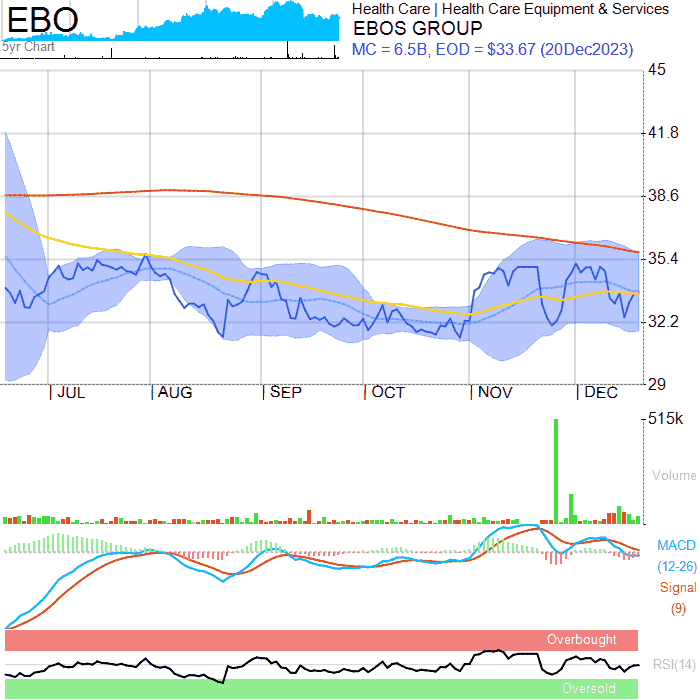 EBO
5yr Chart
Health Care | Health Care Equipment & Services
EBOS GROUP
MC = 6.5B, EOD = $33.67 (20Dec2023)
45
41.8
38.6
35.4
32.2
29
JUL
AUG
SEP
OCT
NOV
DEC
515k
Volume
MACD
(12-26)
Signal
(9)
Overbought
RSI(14)
Oversold